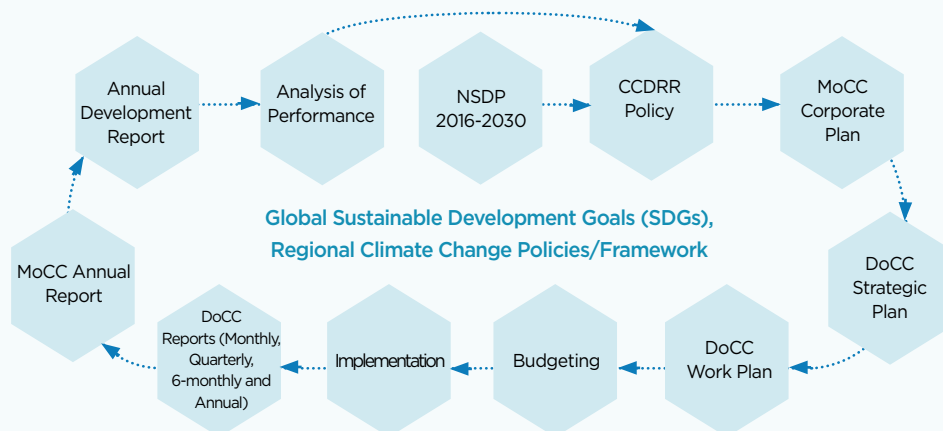 Annual
Development
Report
Analysis of
Performance
NSDP
2016-2030
CCDRR
Policy
MoCC
Corporate
Plan
Global Sustainable Development Goals (SDGs),
Regional Climate Change Policies/Framework
MoCC Annual
Report
DoCC
Reports (Monthly,
Quarterly,
6-monthly and
Annual)
Implementation
Budgeting
DoCC
Work Plan
DoCC
Strategic
Plan